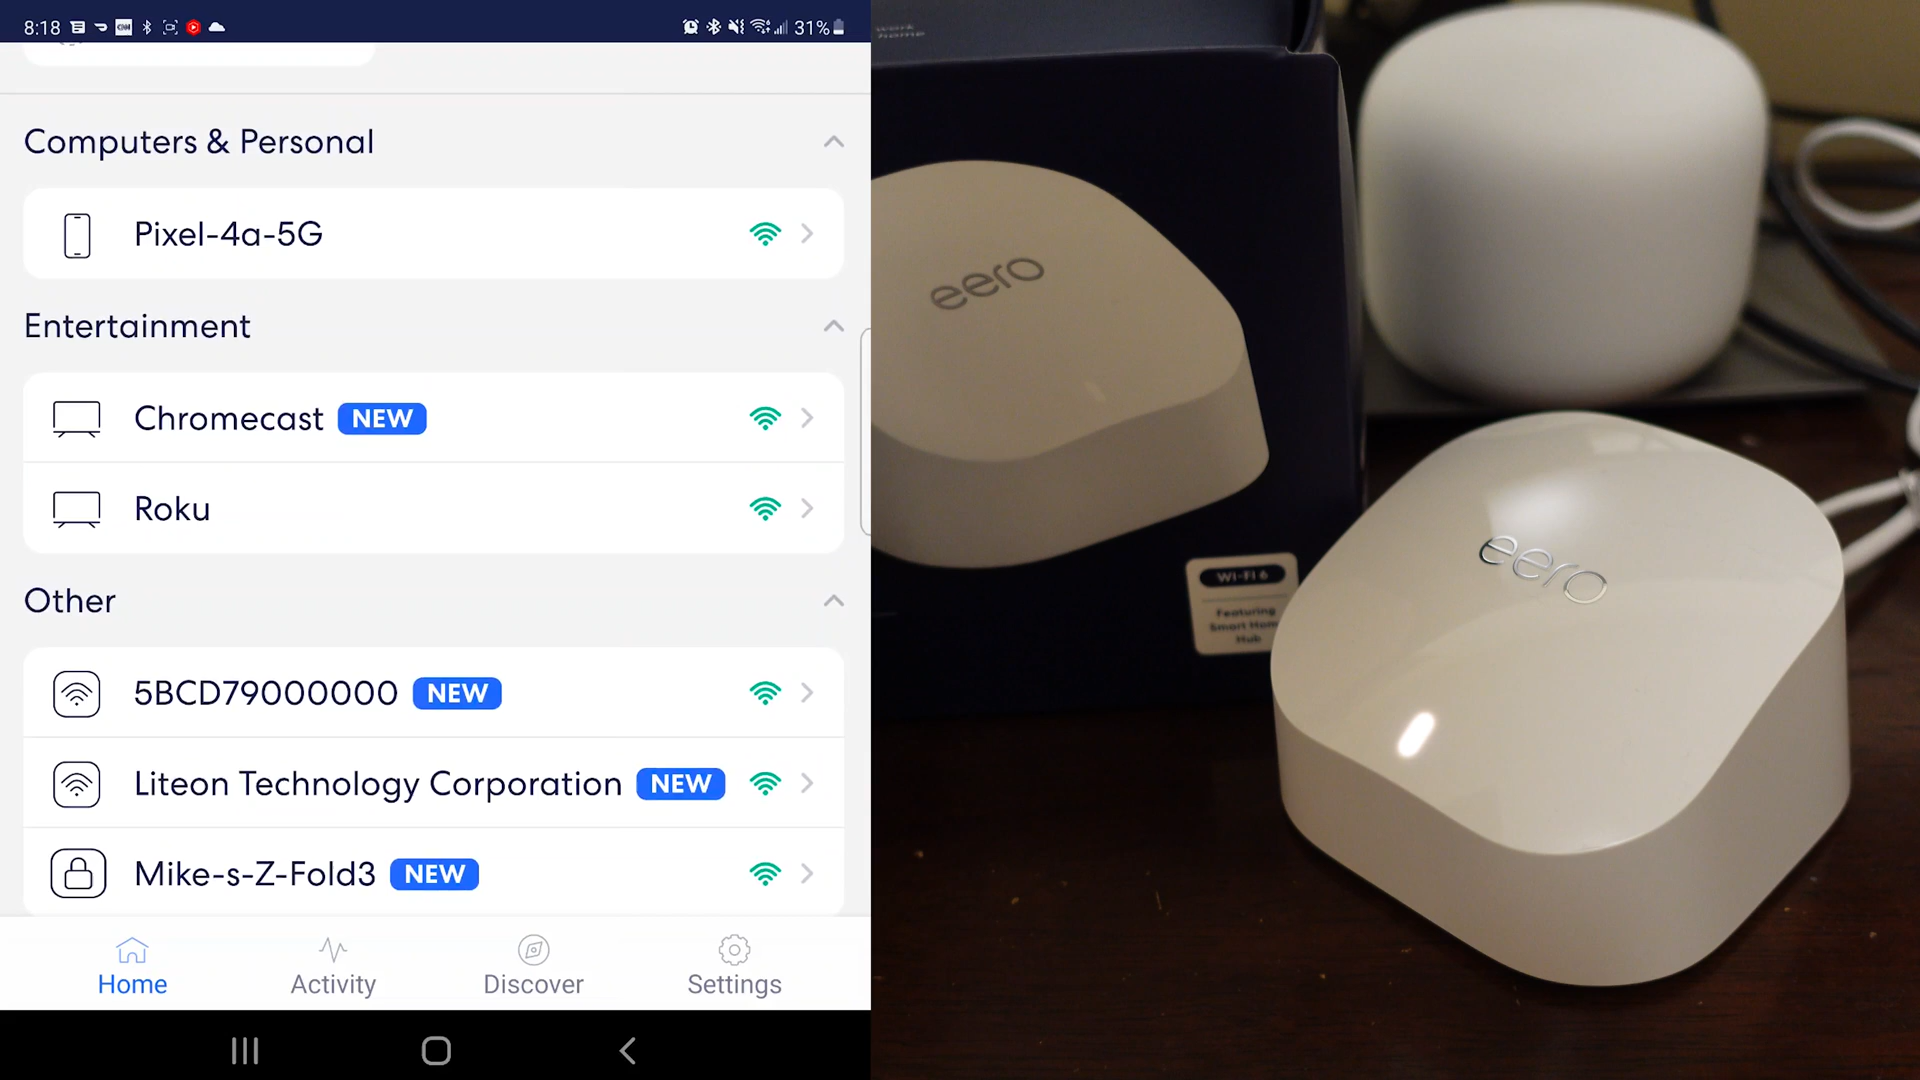 8:18
31%
Computers & Personal
Pixel-4a-5G
Entertainment
Chromecast NEW
Roku
Other
5BCD79000000 NEW
Liteon Technology Corporation NEW
Mike-s-Z-Fold3 NEW
Home
Activity
Discover
Settings
home
eero
Wi-Fi 6
Featuring
Smart Home
Hub
eero